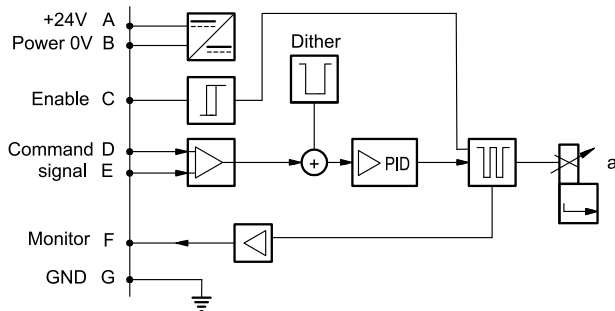 +24V A
Power 0V B
Dither
Enable C
Command D
signal E
PID
a
Monitor F
GND G